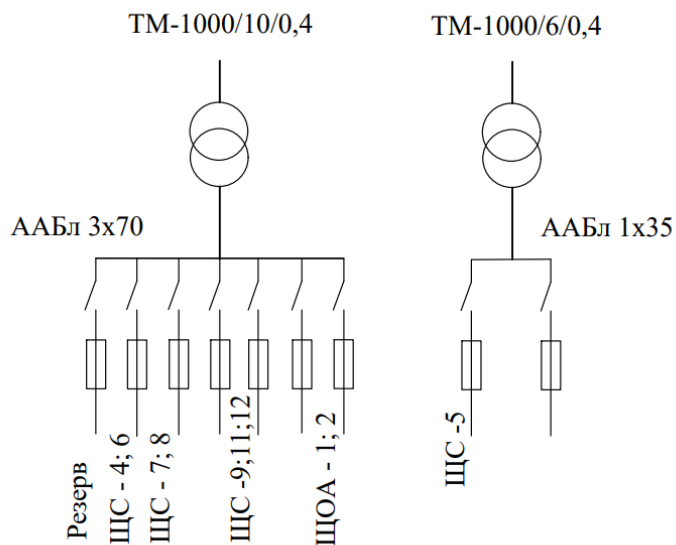 ТМ-1000/10/0,4
ТМ-1000/6/0,4
ААБл 3х70
ААБл 1х35
Резерв
ЩС - 4; 6
ЩС - 7; 8
ЩС -9;11;12
ЩОА - 1; 2
ЩС -5